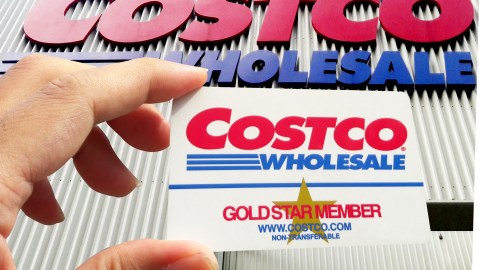 COSTCO
WHOLESALE
COSTCO®
WHOLESALE
GOLD STAR MEMBER
WWW.COSTCO.COM
NON-TRANSFERABLE